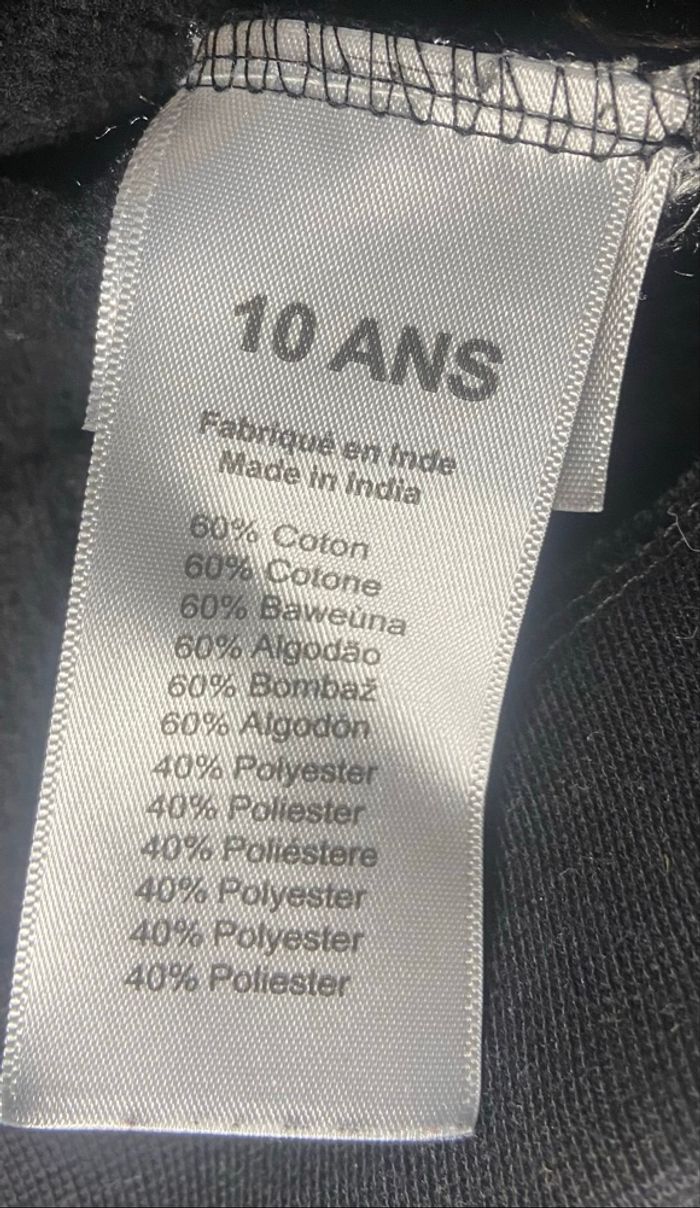 10 ANS
Fabriqué en Inde
Made in India
60% Coton
60% Cotone
60% Baweùna
60% Algodão
60% Bombaž
60% Algodón
40% Polyester
40% Poliester
40% Poliéstere
40% Polyester
40% Polyester
40% Poliester